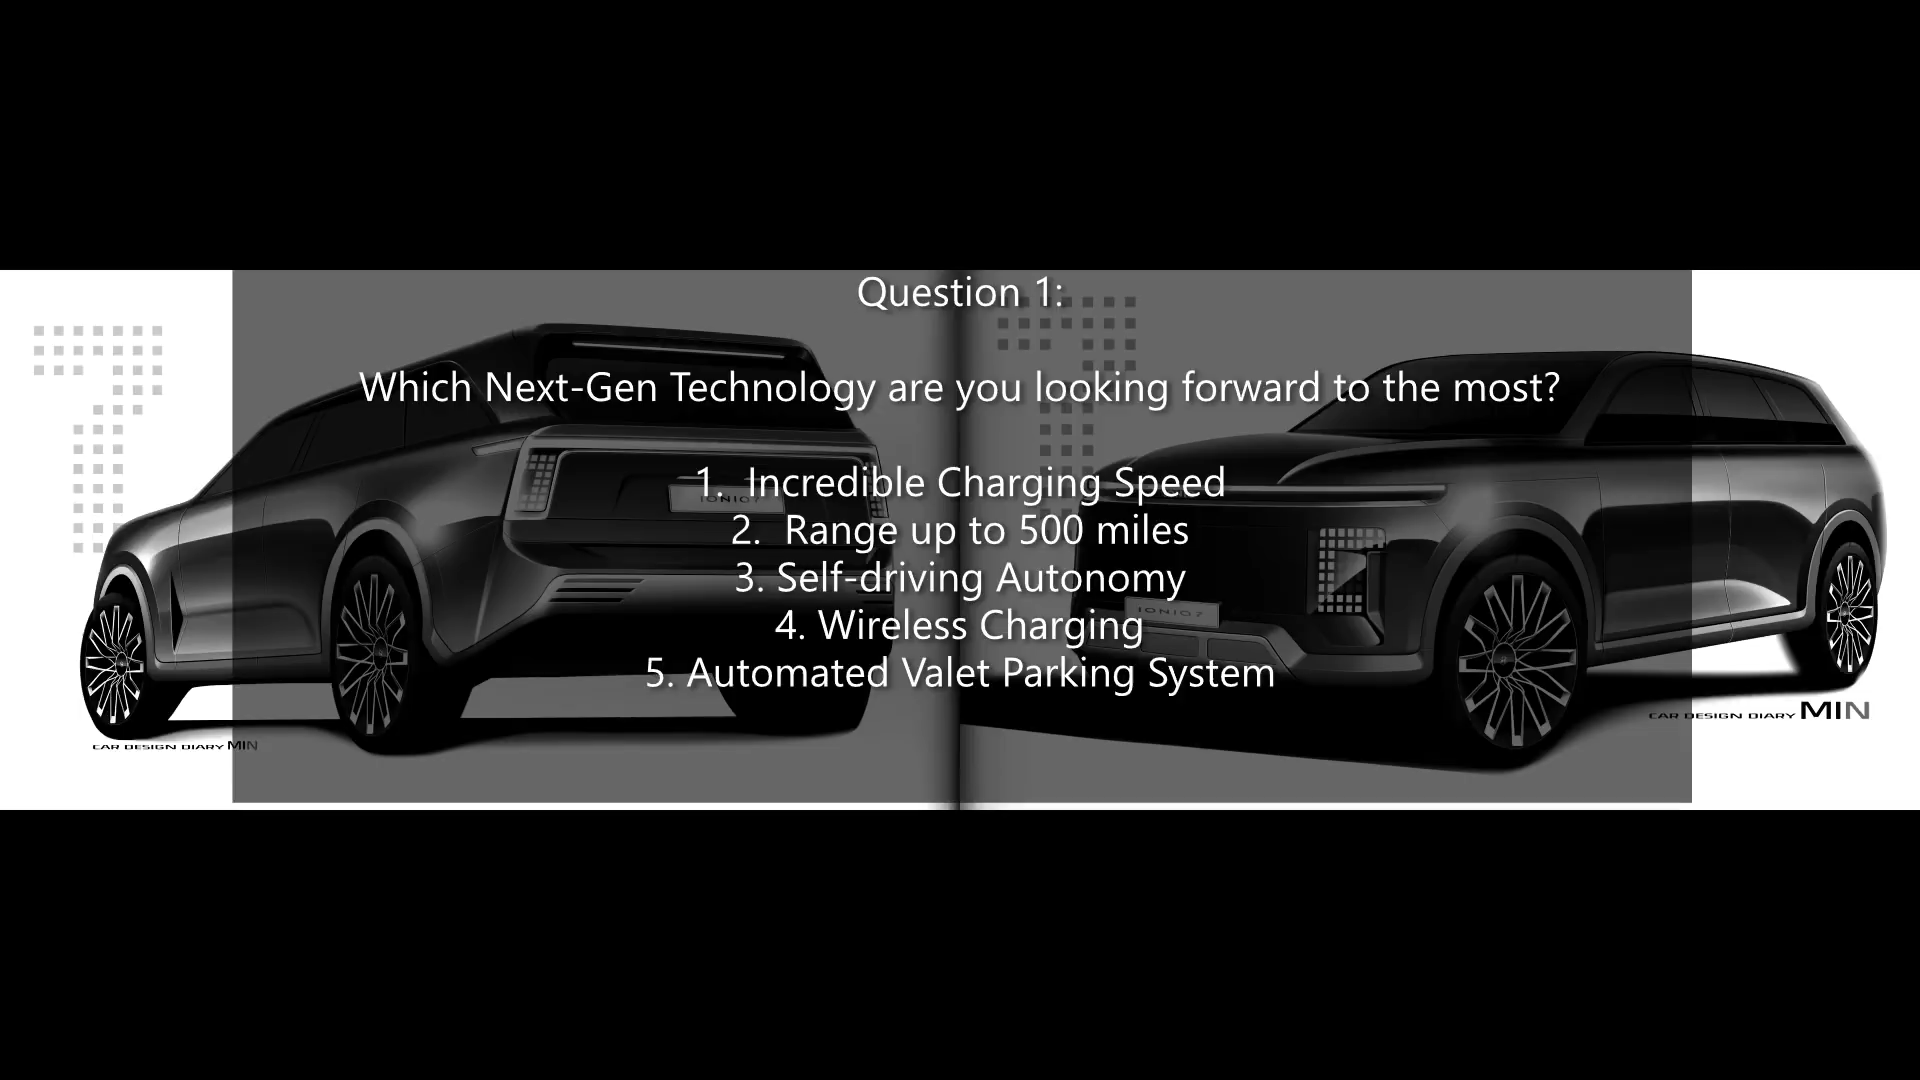 Question 1:
Which Next-Gen Technology are you looking forward to the most?
1. Incredible Charging Speed
2. Range up to 500 miles
3. Self-driving Autonomy
4. Wireless Charging
5. Automated Valet Parking System
IONIQ7
IONIQ7
CAR DESIGN DIARY MIN
CAR DESIGN DIARY MIN